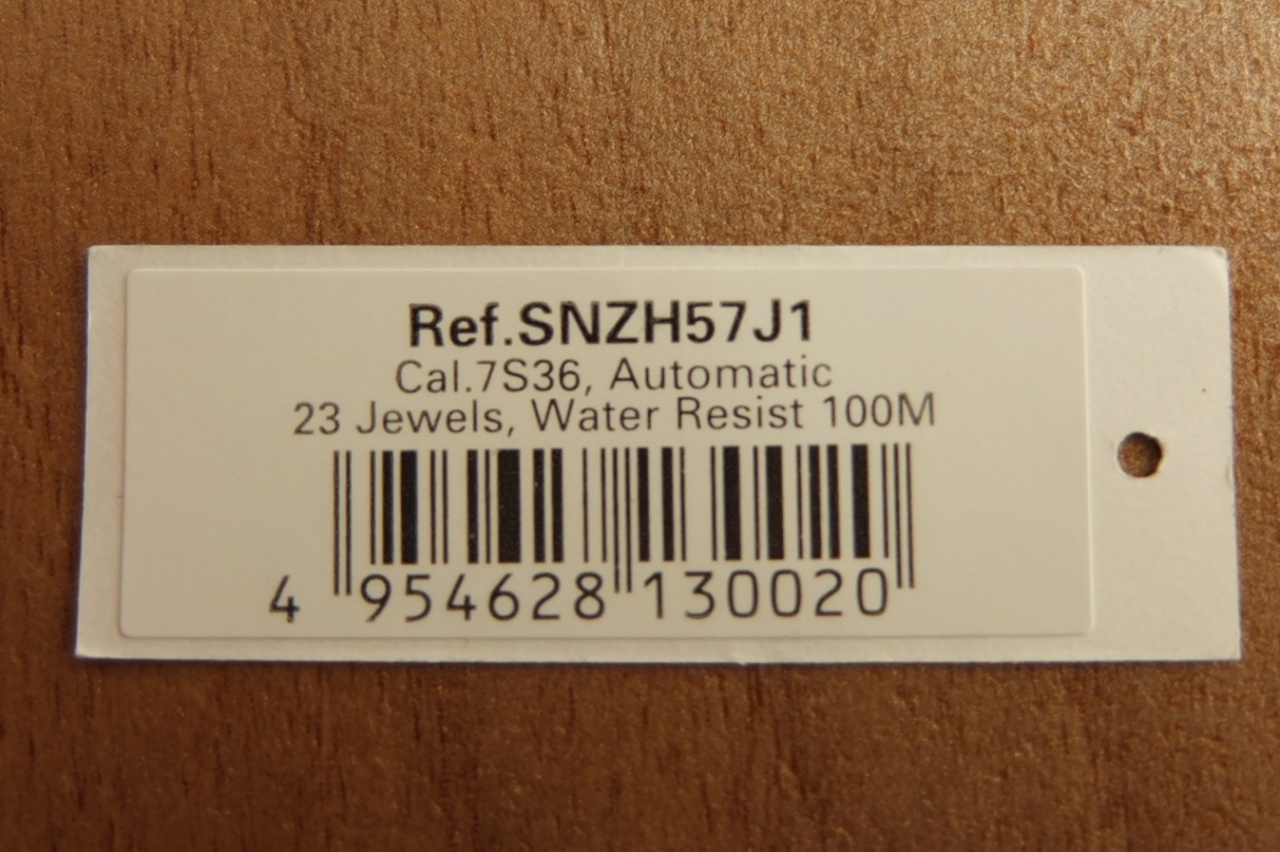 Ref.SNZH57J1
Cal.7S36, Automatic
23 Jewels, Water Resist 100M
4 954628 130020